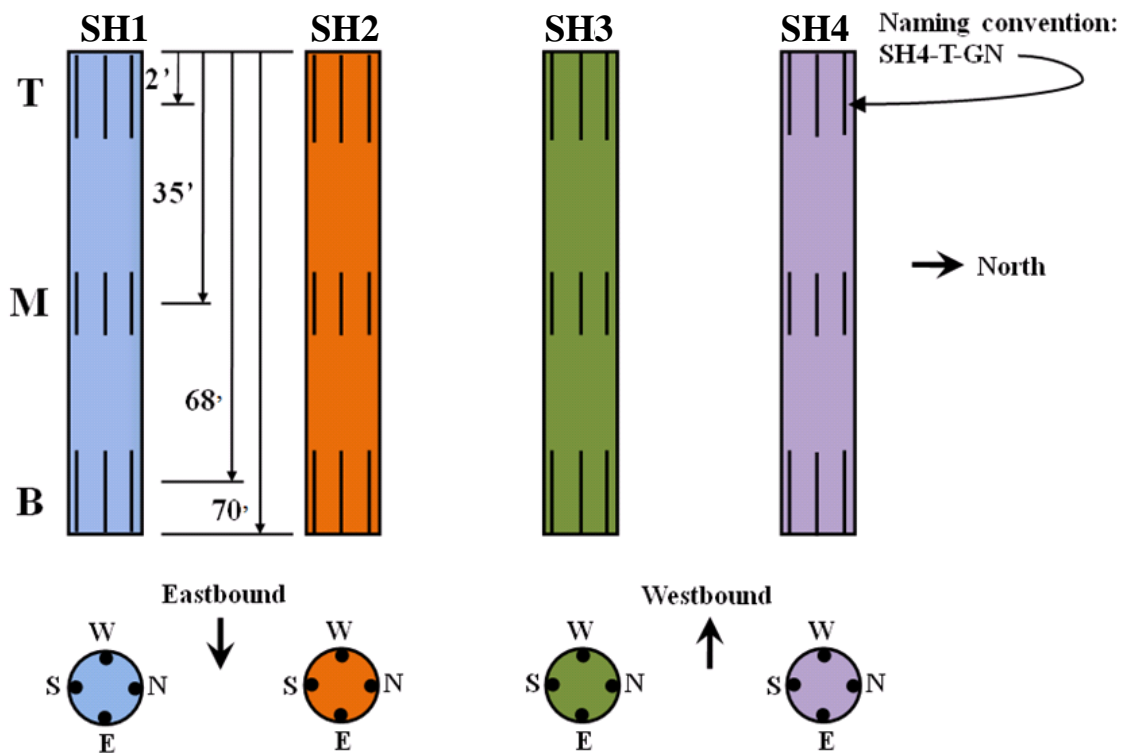 SH1 SH2 SH3 SH4
Naming convention:
SH4-T-GN
T
2’
35’
M
North
68’
B
70’
Eastbound
Westbound
W W W W
S N S N S N S N
E E E E